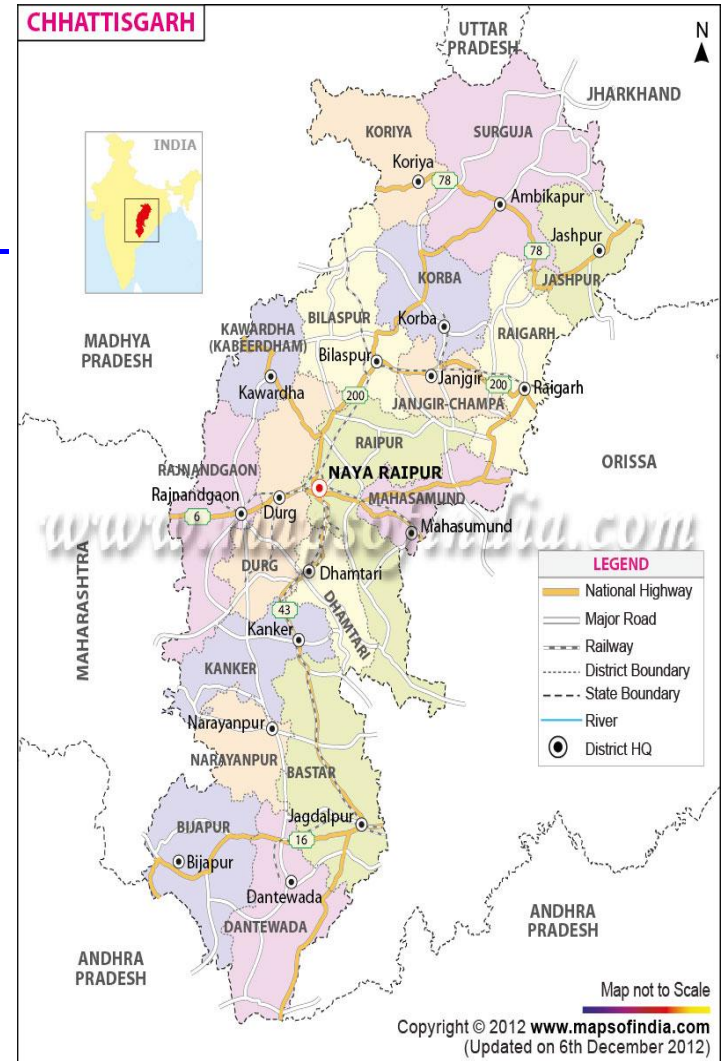 CHHATTISGARH
UTTAR
PRADESH
N
JHARKHAND
INDIA
KORIYA
SURGUJA
Koriya
78
Ambikapur
Jashpur
78
JASHPUR
KORBA
BILASPUR
Korba
RAIGARH
MADHYA
PRADESH
KAWARDHA
(KABEERDHAM)
Bilaspur
Janjgir
Kawardha
200
200
Raigarh
JANJGIR-CHAMPA
RAIPUR
ORISSA
RAJNANDGAON
NAYA RAIPUR
Rajnandgaon
MAHASAMUND
6
Durg
Mahasumund
www.mapsofindia.com
LEGEND
National Highway
Major Road
Railway
District Boundary
State Boundary
River
District HQ
MAHARASHTRA
DURG
Dhamtari
43
DHAMTARI
Kanker
KANKER
Narayanpur
NARAYANPUR
BASTAR
Jagdalpur
BIJAPUR
16
Bijapur
Dantewada
DANTEWADA
ANDHRA
PRADESH
ANDHRA
PRADESH
Map not to Scale
Copyright © 2012 www.mapsofindia.com
(Updated on 6th December 2012)